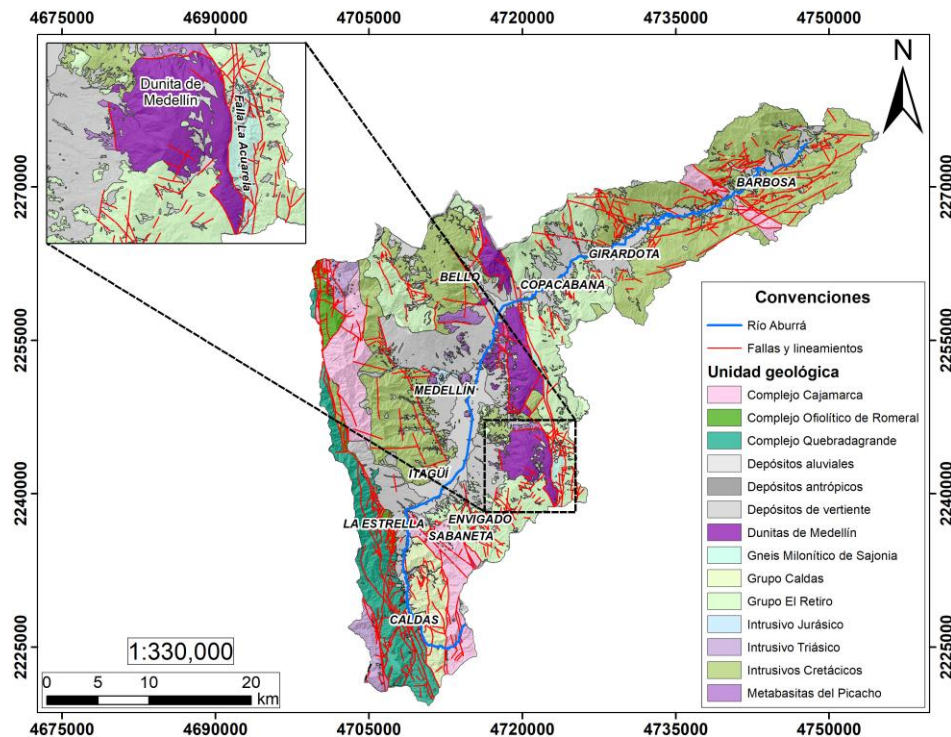 4675000 4690000 4705000 4720000 4735000 4750000
Dunita de
Medellín
Falla La Acuarela
N
2270000 2270000
BARBOSA
GIRARDOTA
BELLO
COPACABANA
2255000 2255000
MEDELLÍN
ITAGÜÍ
2240000 2240000
LA ESTRELLA
ENVIGADO
SABANETA
CALDAS
2225000 2225000
Convenciones
Río Aburrá
Fallas y lineamientos
Unidad geológica
Complejo Cajamarca
Complejo Ofiolítico de Romeral
Complejo Quebradagrande
Depósitos aluviales
Depósitos antrópicos
Depósitos de vertiente
Dunitas de Medellín
Gneis Milonítico de Sajonia
Grupo Caldas
Grupo El Retiro
Intrusivo Jurásico
Intrusivo Triásico
Intrusivos Cretácicos
Metabasitas del Picacho
1:330,000
0 5 10 20
km
4675000 4690000 4705000 4720000 4735000 4750000